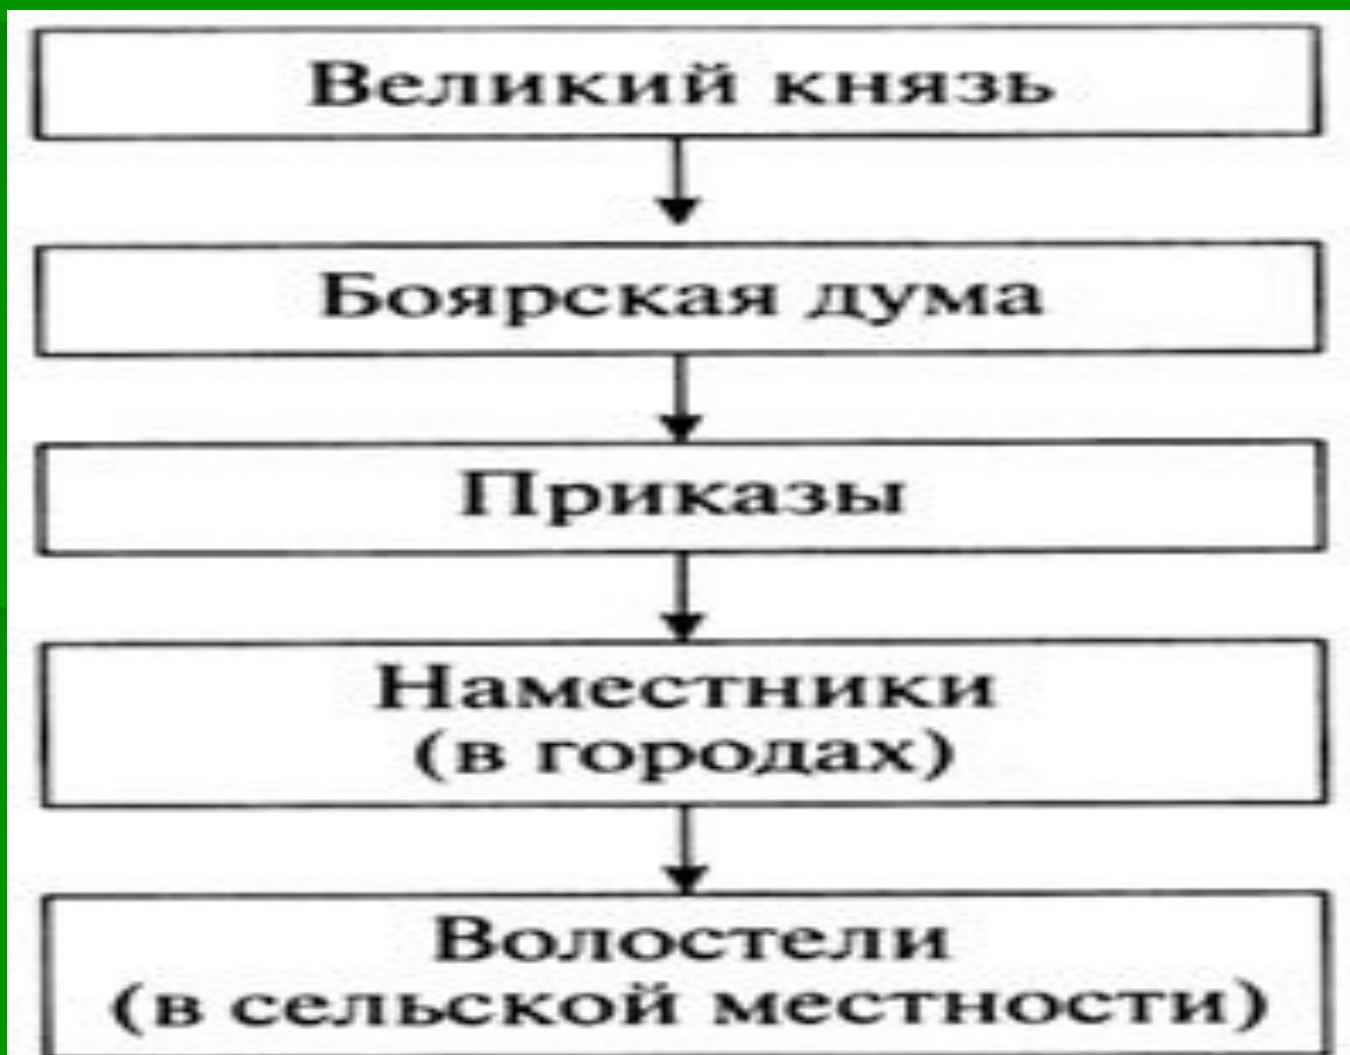 Великий князь
Боярская дума
Приказы
Наместники
(в городах)
Волостели
(в сельской местности)